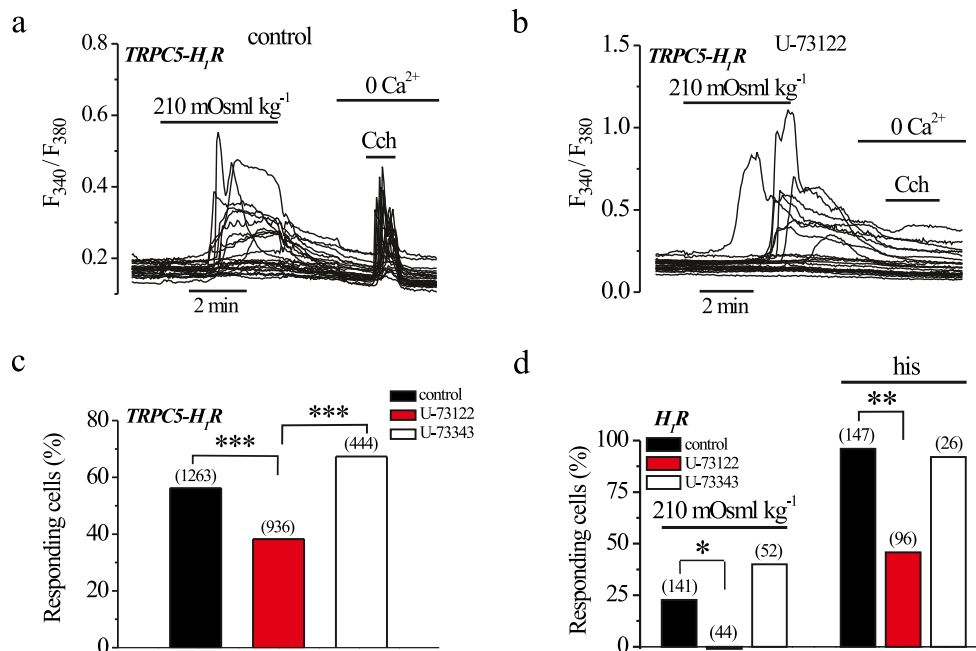 a
control
TRPC5-H₁R
0.8
0.6
0.4
0.2
F₃₄₀/F₃₈₀
210 mOsml kg⁻¹
0 Ca²⁺
Cch
2 min
b
U-73122
TRPC5-H₁R
1.5
1.0
0.5
0.0
F₃₄₀/F₃₈₀
210 mOsml kg⁻¹
0 Ca²⁺
Cch
2 min
c
TRPC5-H₁R
control
U-73122
U-73343
80
60
40
20
0
Responding cells (%)
***
***
(1263)
(936)
(444)
d
his
H₁R
control
U-73122
U-73343
100
75
50
25
0
Responding cells (%)
210 mOsml kg⁻¹
*
**
(141)
(44)
(52)
(147)
(96)
(26)